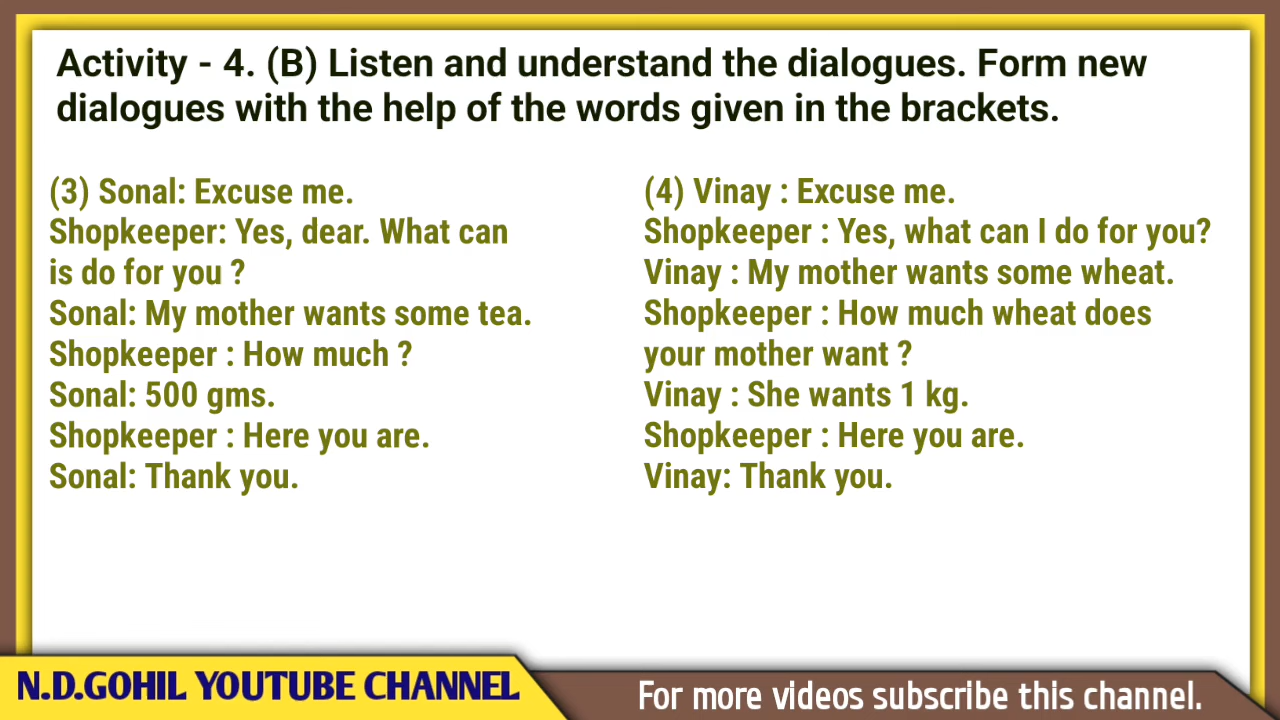 Activity - 4. (B) Listen and understand the dialogues. Form new
dialogues with the help of the words given in the brackets.
(3) Sonal: Excuse me.
Shopkeeper: Yes, dear. What can
is do for you ?
Sonal: My mother wants some tea.
Shopkeeper : How much ?
Sonal: 500 gms.
Shopkeeper : Here you are.
Sonal: Thank you.
(4) Vinay : Excuse me.
Shopkeeper : Yes, what can I do for you?
Vinay : My mother wants some wheat.
Shopkeeper : How much wheat does
your mother want ?
Vinay : She wants 1 kg.
Shopkeeper : Here you are.
Vinay: Thank you.
N.D.GOHIL YOUTUBE CHANNEL
For more videos subscribe this channel.